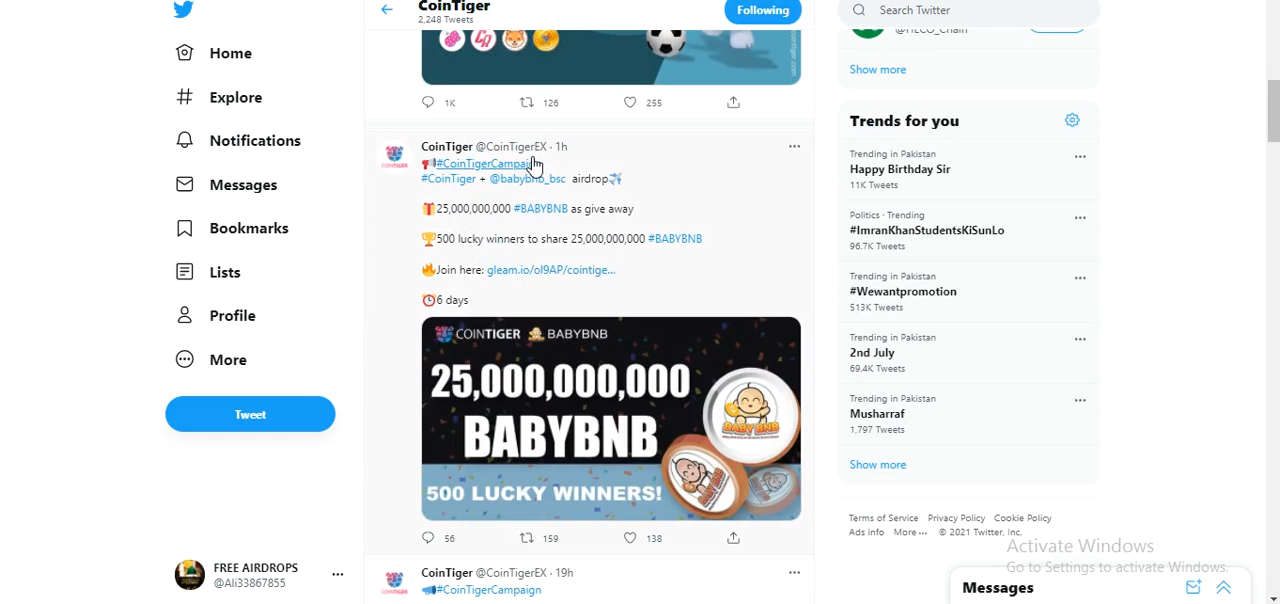 CoinTiger
2,248 Tweets
Following
Search Twitter
Home
Explore
Notifications
Messages
Bookmarks
Lists
Profile
More
Tweet
FREE AIRDROPS
@Ali33867855
1K 126 255
CoinTiger @CoinTigerEX · 1h
#CoinTigerCampaign
#CoinTiger + @babybnb_bsc airdrop
25,000,000,000 #BABYBNB as give away
500 lucky winners to share 25,000,000,000 #BABYBNB
Join here: gleam.io/ol9AP/cointige...
6 days
COINTIGER BABYBNB
25,000,000,000
BABYBNB
500 LUCKY WINNERS!
BABY BNB
56 159 138
CoinTiger @CoinTigerEX · 19h
#CoinTigerCampaign
@HECO_Chain
Show more
Trends for you
Trending in Pakistan
Happy Birthday Sir
11K Tweets
Politics · Trending
#ImranKhanStudentsKiSunLo
96.7K Tweets
Trending in Pakistan
#Wewantpromotion
513K Tweets
Trending in Pakistan
2nd July
69.4K Tweets
Trending in Pakistan
Musharraf
1,797 Tweets
Show more
Terms of Service Privacy Policy Cookie Policy
Ads info More ··· © 2021 Twitter, Inc.
Activate Windows
Go to Settings to activate Windows.
Messages